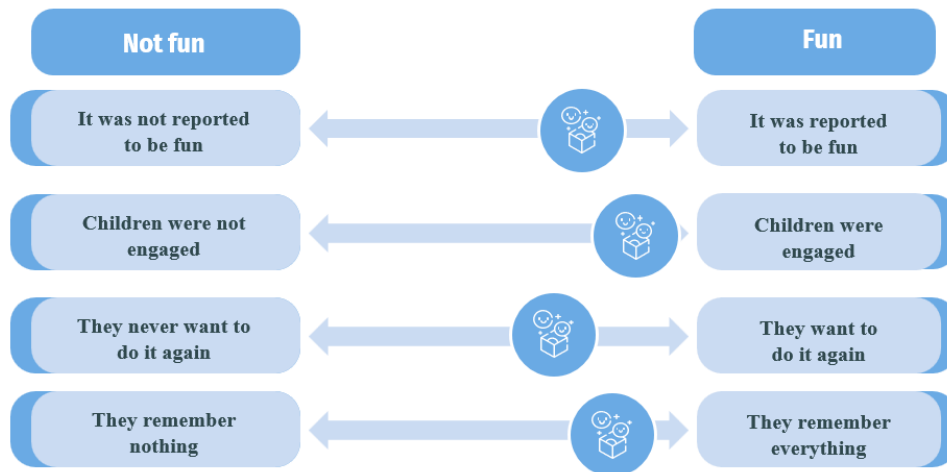 Not fun
Fun
It was not reported
to be fun
It was reported
to be fun
Children were not
engaged
Children were
engaged
They never want to
do it again
They want to
do it again
They remember
nothing
They remember
everything